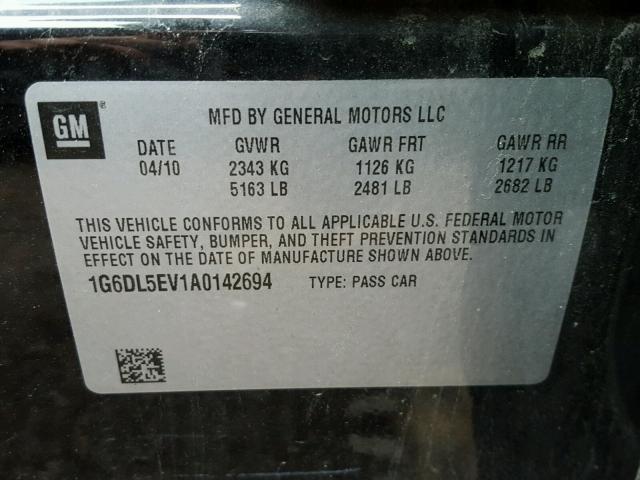 GM ® MFD BY GENERAL MOTORS LLC
DATE GVWR GAWR FRT GAWR RR
04/10 2343 KG 1126 KG 1217 KG
5163 LB 2481 LB 2682 LB
THIS VEHICLE CONFORMS TO ALL APPLICABLE U.S. FEDERAL MOTOR
VEHICLE SAFETY, BUMPER, AND THEFT PREVENTION STANDARDS IN
EFFECT ON THE DATE OF MANUFACTURE SHOWN ABOVE.
1G6DL5EV1A0142694 TYPE: PASS CAR